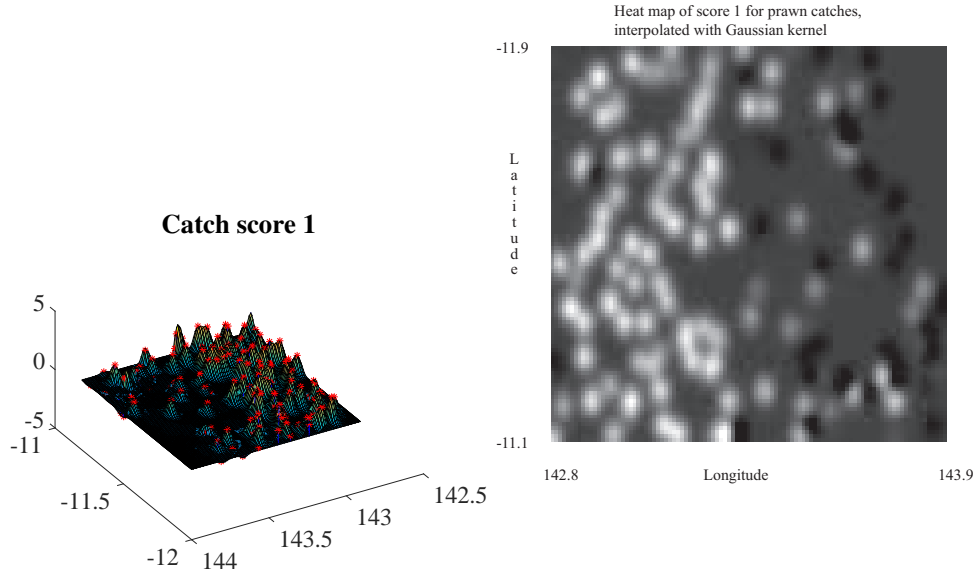 Catch score 1
5
0
-5
-11
-11.5
-12
144
143.5
143
142.5
Heat map of score 1 for prawn catches,
interpolated with Gaussian kernel
-11.9
Latitude
-11.1
142.8
Longitude
143.9